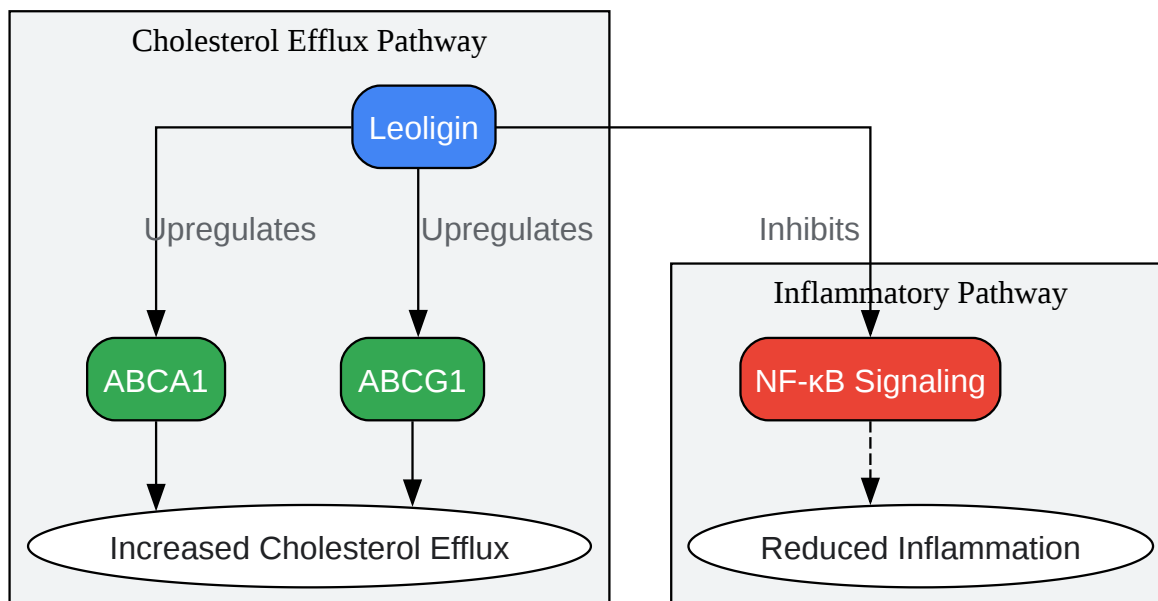 Cholesterol Efflux Pathway
Leoligin
Upregulates
Upregulates
Inhibits
Inflammatory Pathway
ABCA1
ABCG1
NF-κB Signaling
Increased Cholesterol Efflux
Reduced Inflammation